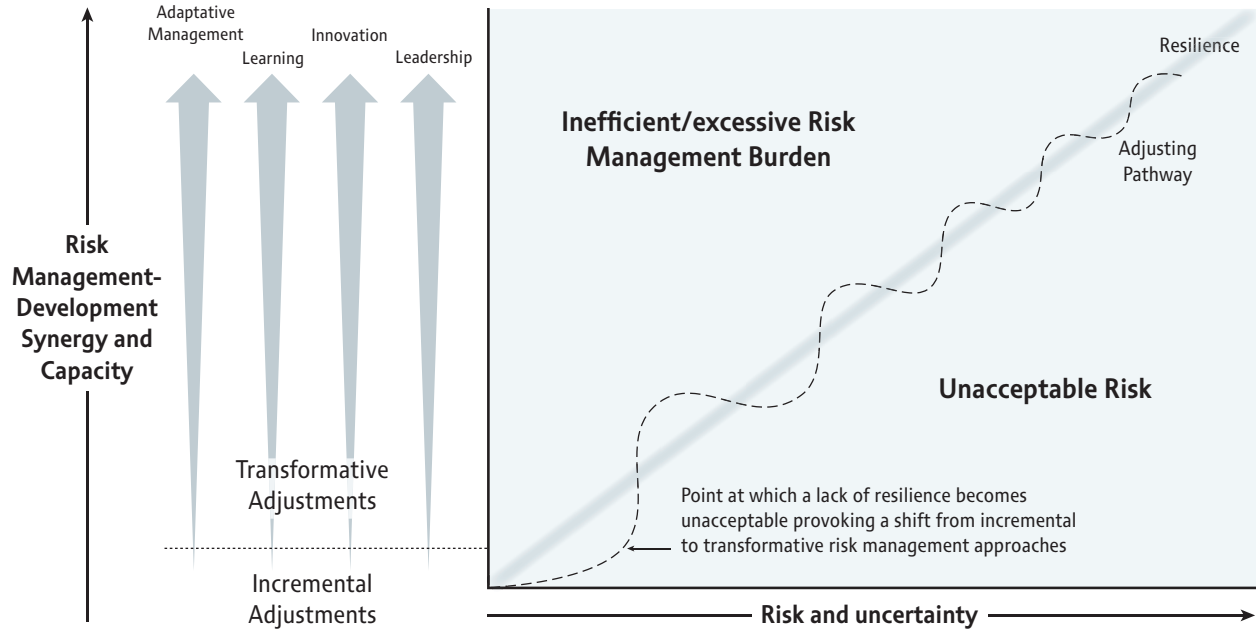 Adaptive
Management
Learning
Innovation
Leadership
Risk
Management-
Development
Synergy and
Capacity
Transformative
Adjustments
Incremental
Adjustments
Inefficient/excessive Risk
Management Burden
Resilience
Adjusting
Pathway
Unacceptable Risk
Point at which a lack of resilience becomes
unacceptable provoking a shift from incremental
to transformative risk management approaches
Risk and uncertainty